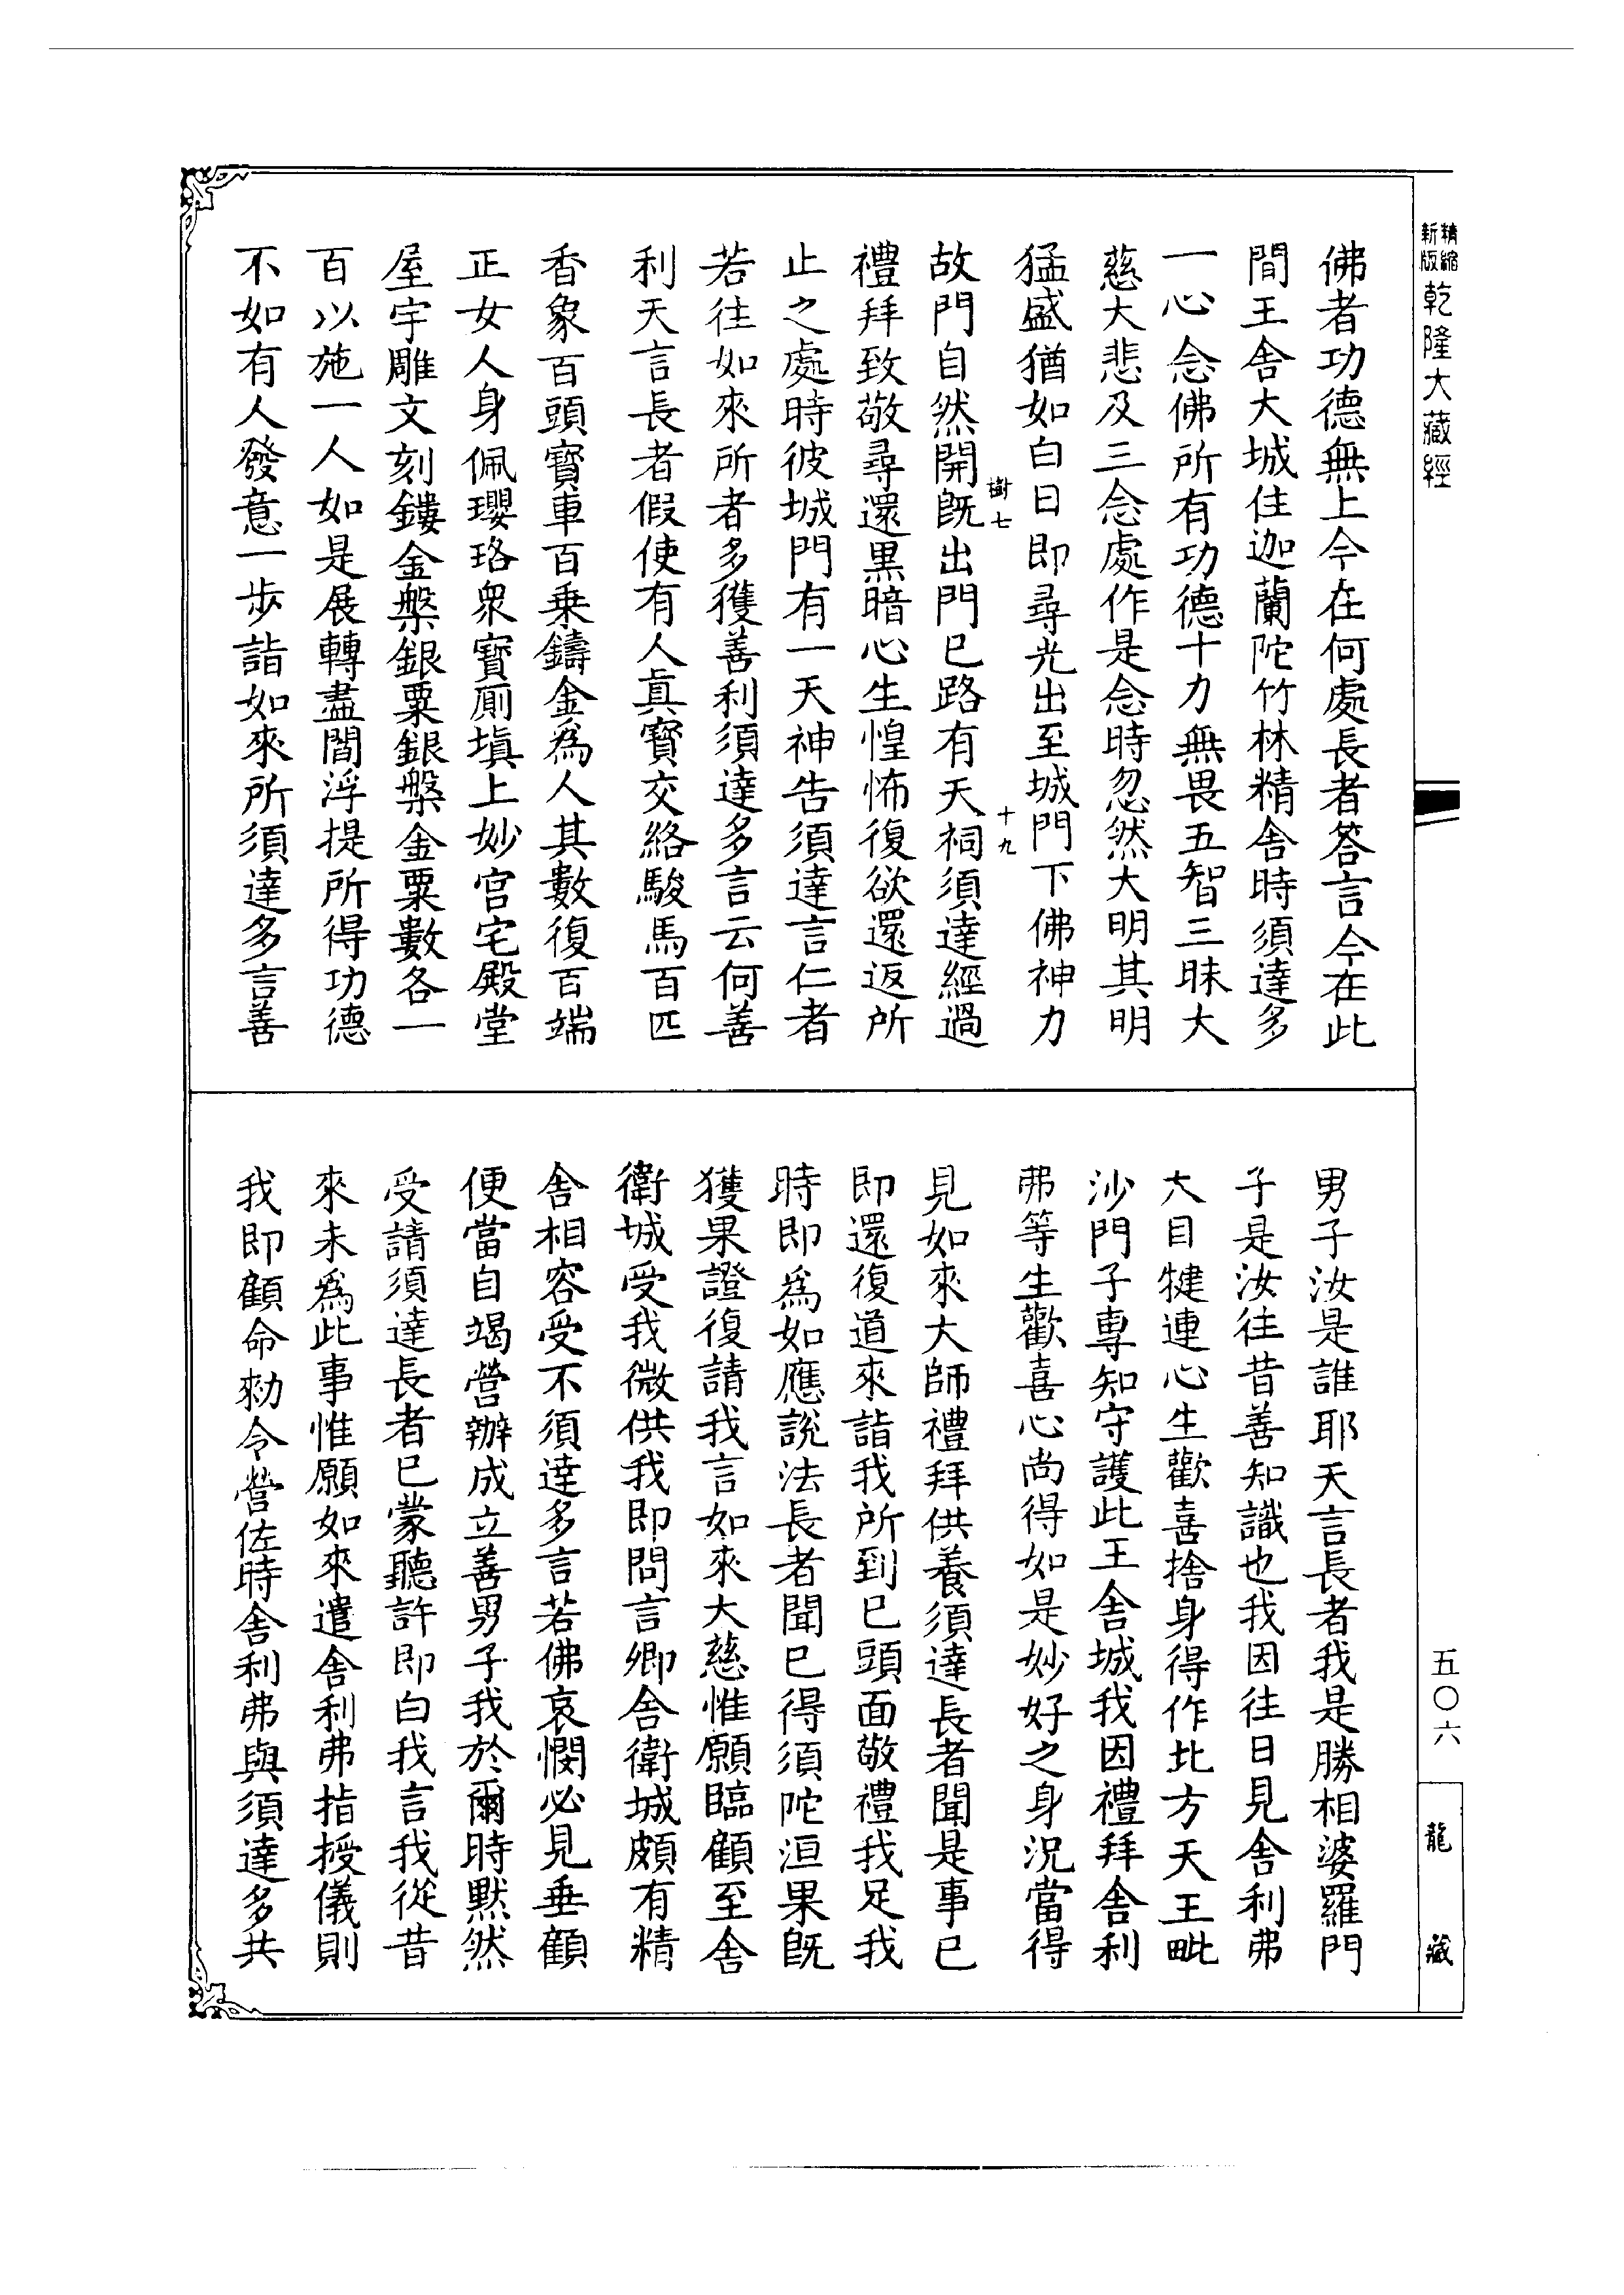 新版精縮乾隆大藏經
佛者功德無上今在何處長者答言今在此
間王舍大城住迦蘭陀竹林精舍時須達多
一心念佛所有功德十力無畏五智三昧大
慈大悲及三念處作是念時忽然大明其明
猛盛猶如白日即尋光出至城門下佛神力
樹七 十九
故門自然開既出門已路有天祠須達經過
禮拜致敬尋還黑暗心生惶怖復欲還返所
止之處時彼城門有一天神告須達言仁者
若往如來所者多獲善利須達多言云何善
利天言長者假使有人真寶交絡駿馬百匹
香象百頭寶車百乘鑄金為人其數復百端
正女人身佩瓔珞眾寶廁填上妙宮宅殿堂
屋宇雕文刻鏤金槃銀粟銀槃金粟數各一
百以施一人如是展轉盡閻浮提所得功德
不如有人發意一步詣如來所須達多言善
男子汝是誰耶天言長者我是勝相婆羅門
子是汝往昔善知識也我因往日見舍利弗
大目犍連心生歡喜捨身得作北方天王毗
沙門子專知守護此王舍城我因禮拜舍利
弗等生歡喜心尚得如是妙好之身況當得
見如來大師禮拜供養須達長者聞是事已
即還復道來詣我所到已頭面敬禮我足我
時即為如應說法長者聞已得須陀洹果既
獲果證復請我言如來大慈惟願臨顧至舍
衛城受我微供我即問言卿舍衛城頗有精
舍相容受不須達多言若佛哀憫必見垂顧
便當自竭營辦成立善男子我於爾時默然
受請須達長者已蒙聽許即白我言我從昔
來未為此事惟願如來遣舍利弗指授儀則
我即顧命勑令營佐時舍利弗與須達多共
五〇六
龍藏